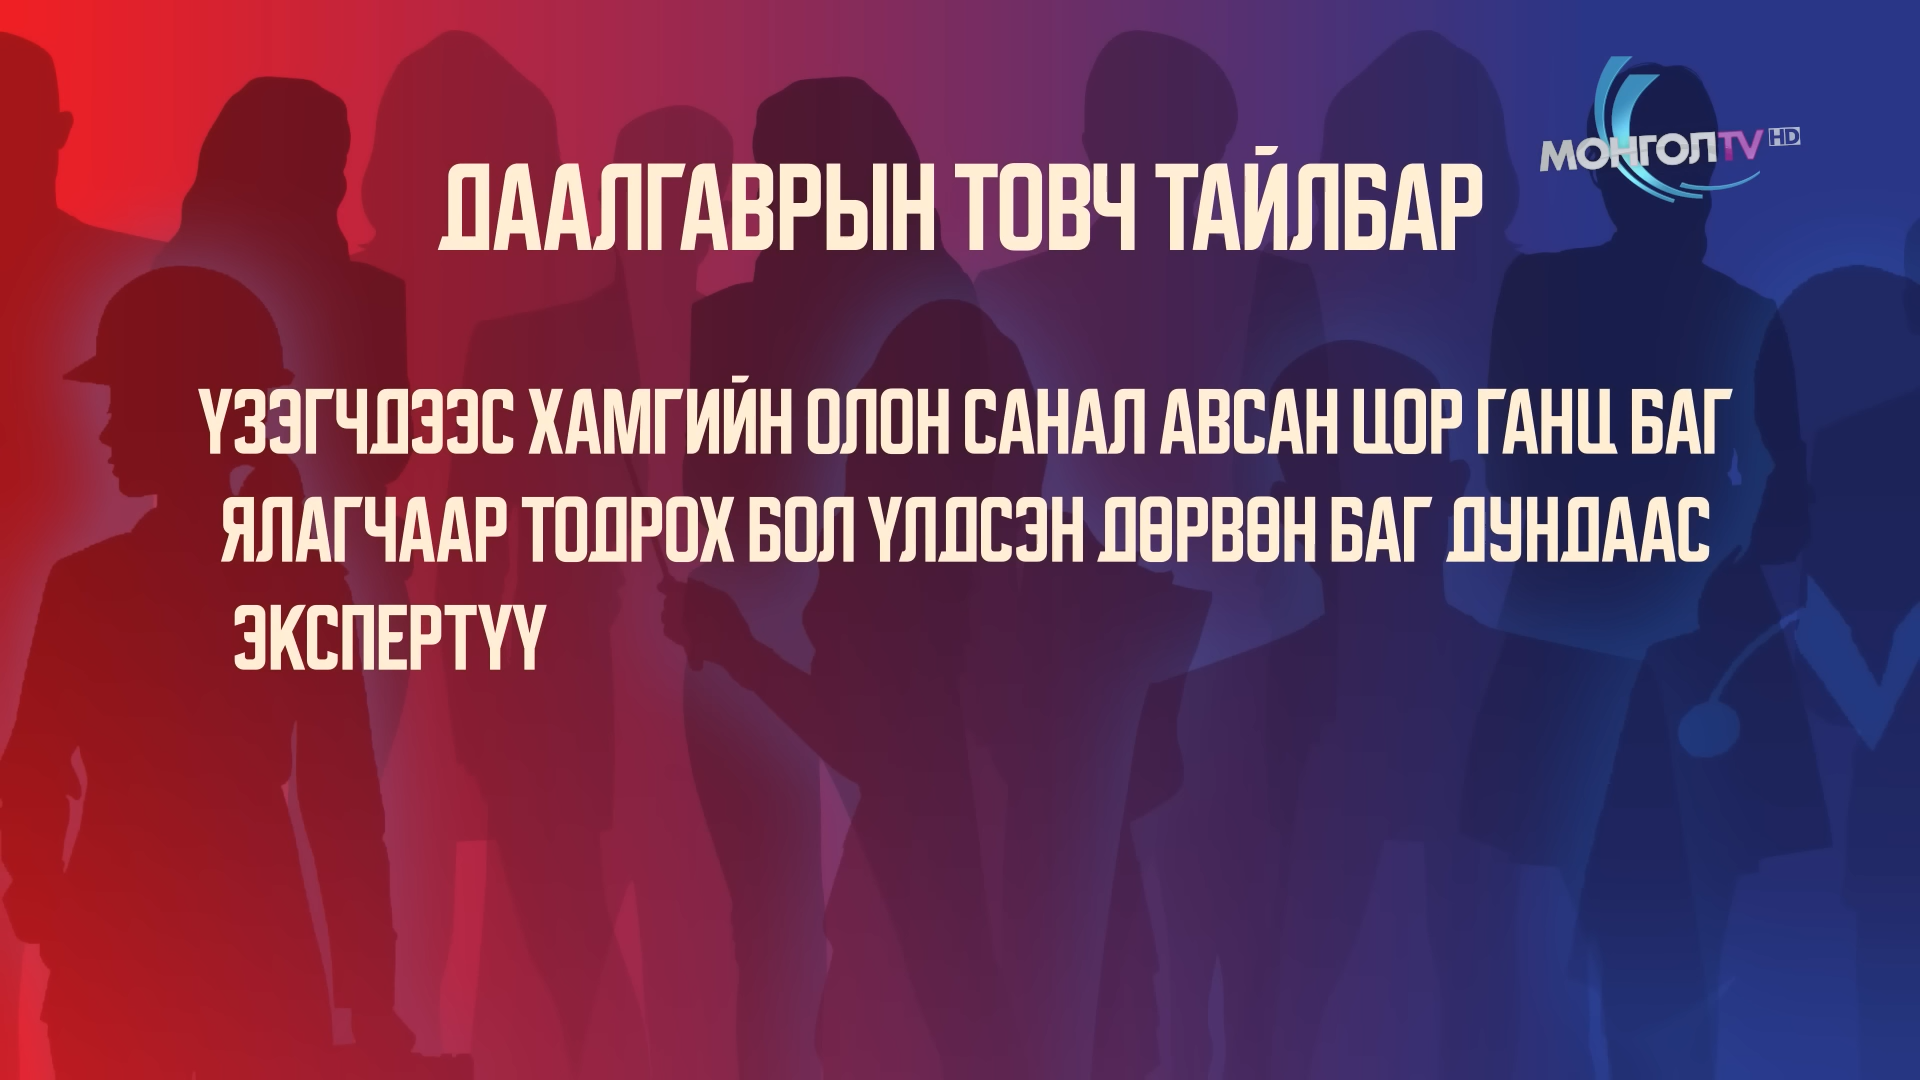 МОНГОЛTV HD
ДААЛГАВРЫН ТОВЧ ТАЙЛБАР
ҮЗЭГЧДЭЭС ХАМГИЙН ОЛОН САНАЛ АВСАН ЦОР ГАНЦ БАГ
ЯЛАГЧААР ТОДРОХ БОЛ ҮЛДСЭН ДӨРВӨН БАГ ДУНДААС
ЭКСПЕРТҮҮ